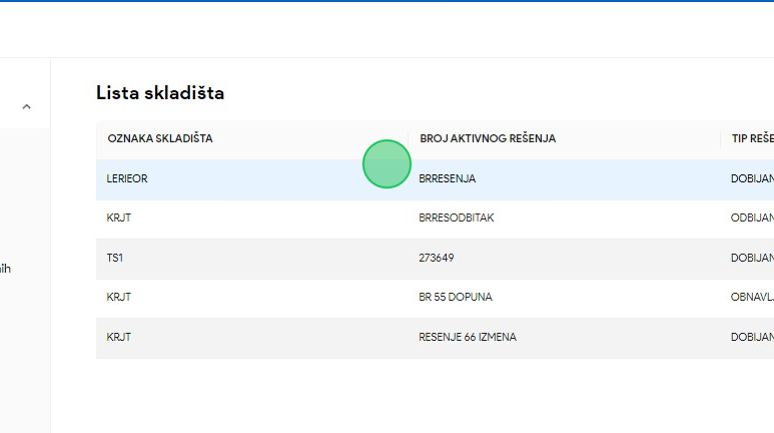 Lista skladišta
OZNAKA SKLADIŠTA BROJ AKTIVNOG REŠENJA TIP REŠE
LERIEOR BRRESENJA DOBIJAN
KRJT BRRESODBITAK ODBIJAN
ih
TS1 273649 DOBIJAN
KRJT BR 55 DOPUNA OBNAVLJ
KRJT RESENJE 66 IZMENA DOBIJAN